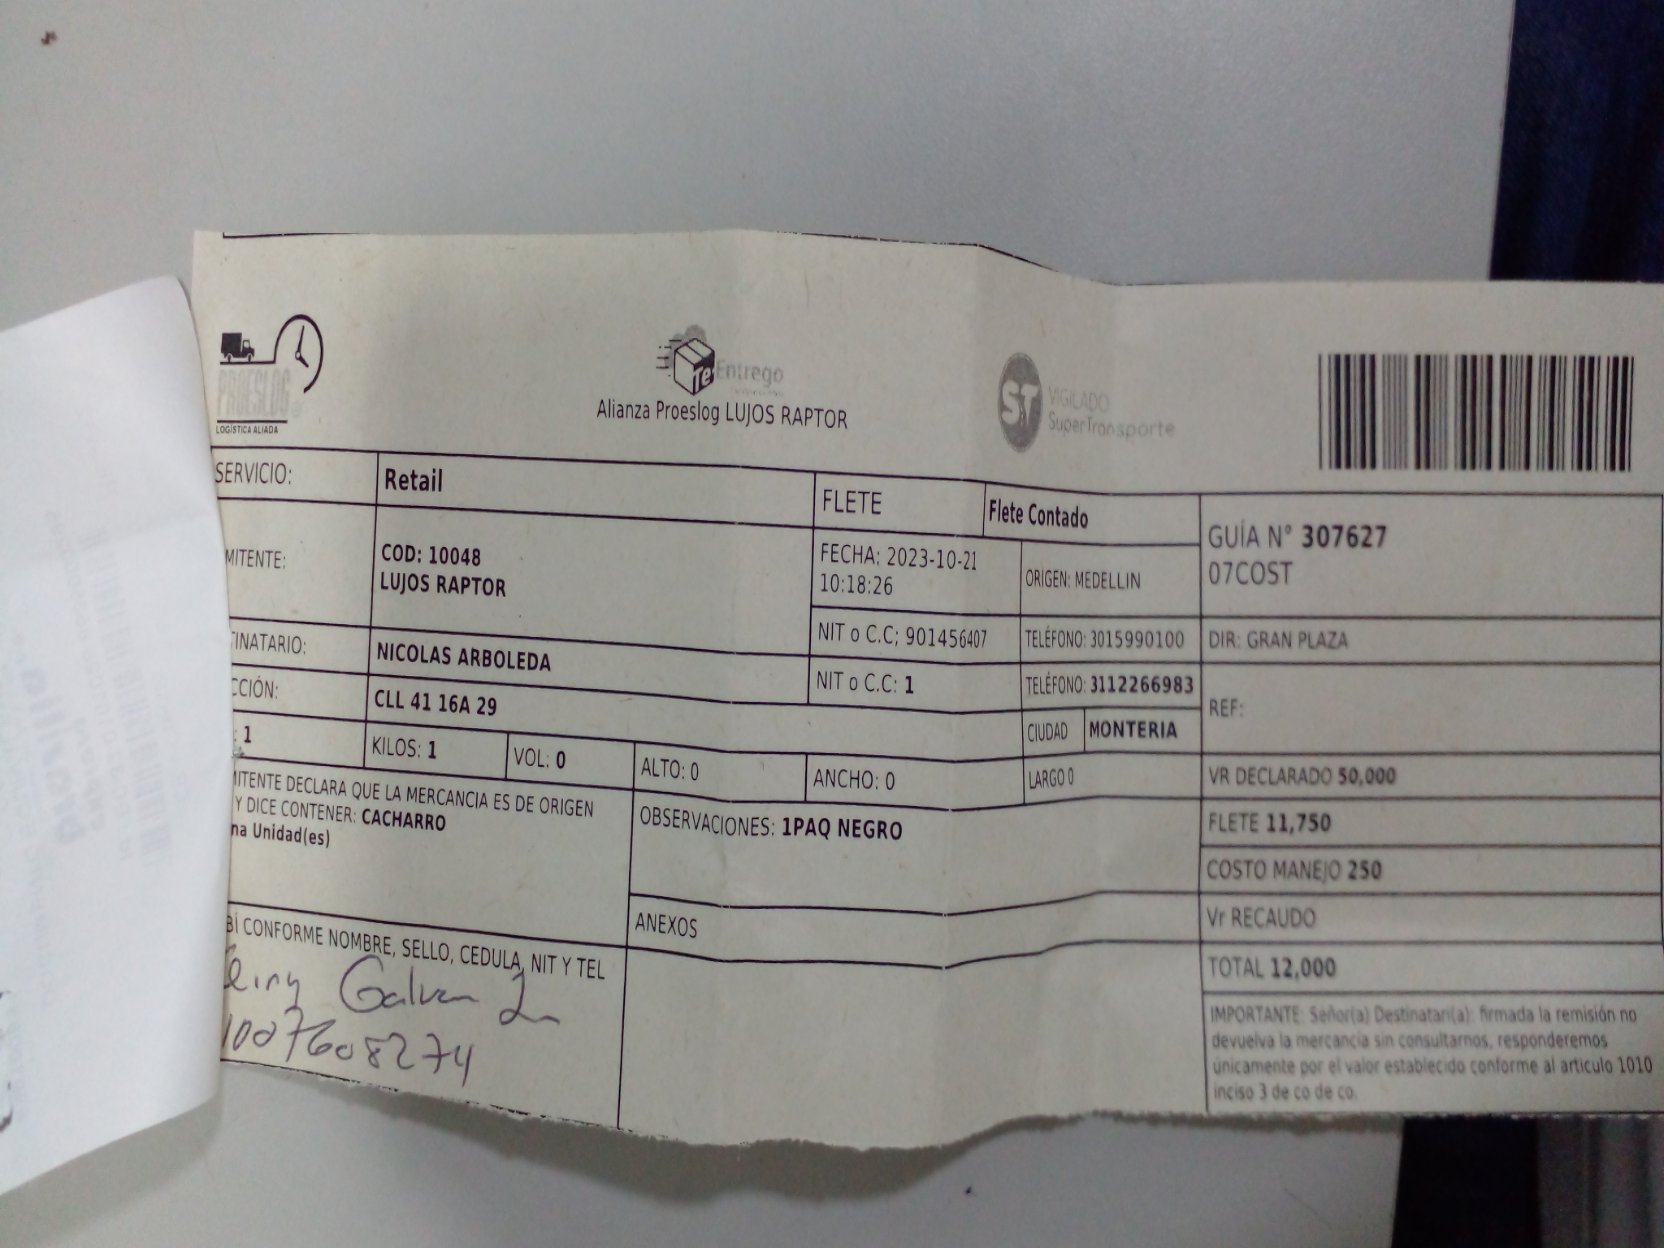 PROESLOG
LOGÍSTICA ALIADA
Te Entrego
Alianza Proeslog LUJOS RAPTOR
ST
VIGILADO
SuperTransporte
SERVICIO:
Retail
FLETE
Flete Contado
GUÍA N° 307627
07COST
MITENTE:
COD: 10048
LUJOS RAPTOR
FECHA: 2023-10-21
10:18:26
ORIGEN: MEDELLIN
NIT o C.C; 901456407
TELÉFONO: 3015990100
DIR: GRAN PLAZA
INATARIO:
NICOLAS ARBOLEDA
NIT o C.C: 1
TELÉFONO: 3112266983
REF:
CCIÓN:
CLL 41 16A 29
CIUDAD
MONTERIA
: 1
KILOS: 1
VOL: 0
ALTO: 0
ANCHO: 0
LARGO 0
VR DECLARADO 50,000
MITENTE DECLARA QUE LA MERCANCIA ES DE ORIGEN
Y DICE CONTENER: CACHARRO
na Unidad(es)
OBSERVACIONES: 1PAQ NEGRO
FLETE 11,750
COSTO MANEJO 250
ANEXOS
Vr RECAUDO
TOTAL 12,000
BÍ CONFORME NOMBRE, SELLO, CEDULA, NIT Y TEL
Galvan
1007608274
IMPORTANTE: Señor(a) Destinatari(a): firmada la remisión no
devuelva la mercancia sin consultarnos, responderemos
únicamente por el valor establecido conforme al articulo 1010
inciso 3 de co de co.